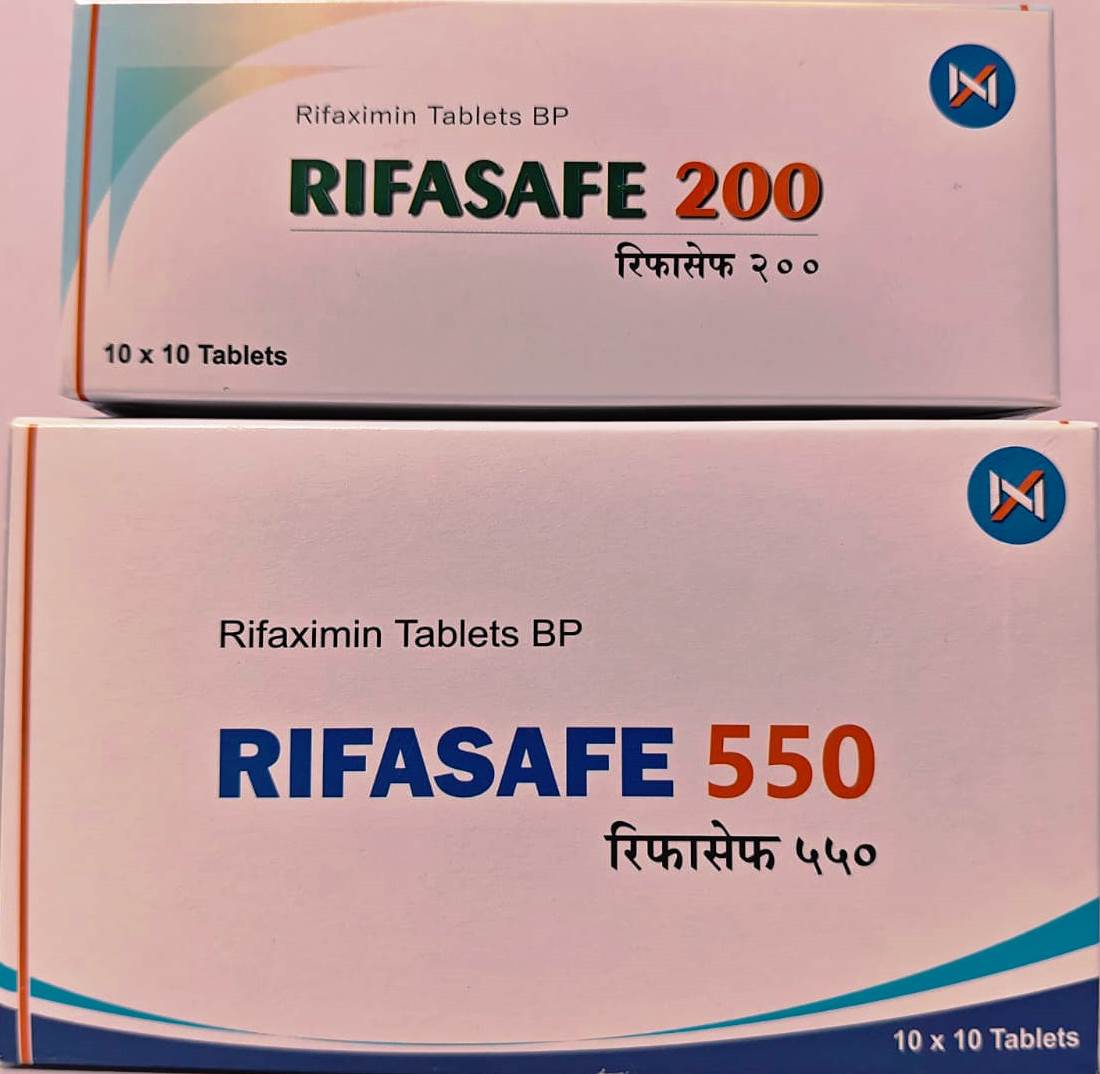 Rifaximin Tablets BP
RIFASAFE 200
रिफासेफ २००
10 x 10 Tablets
Rifaximin Tablets BP
RIFASAFE 550
रिफासेफ ५५०
10 x 10 Tablets